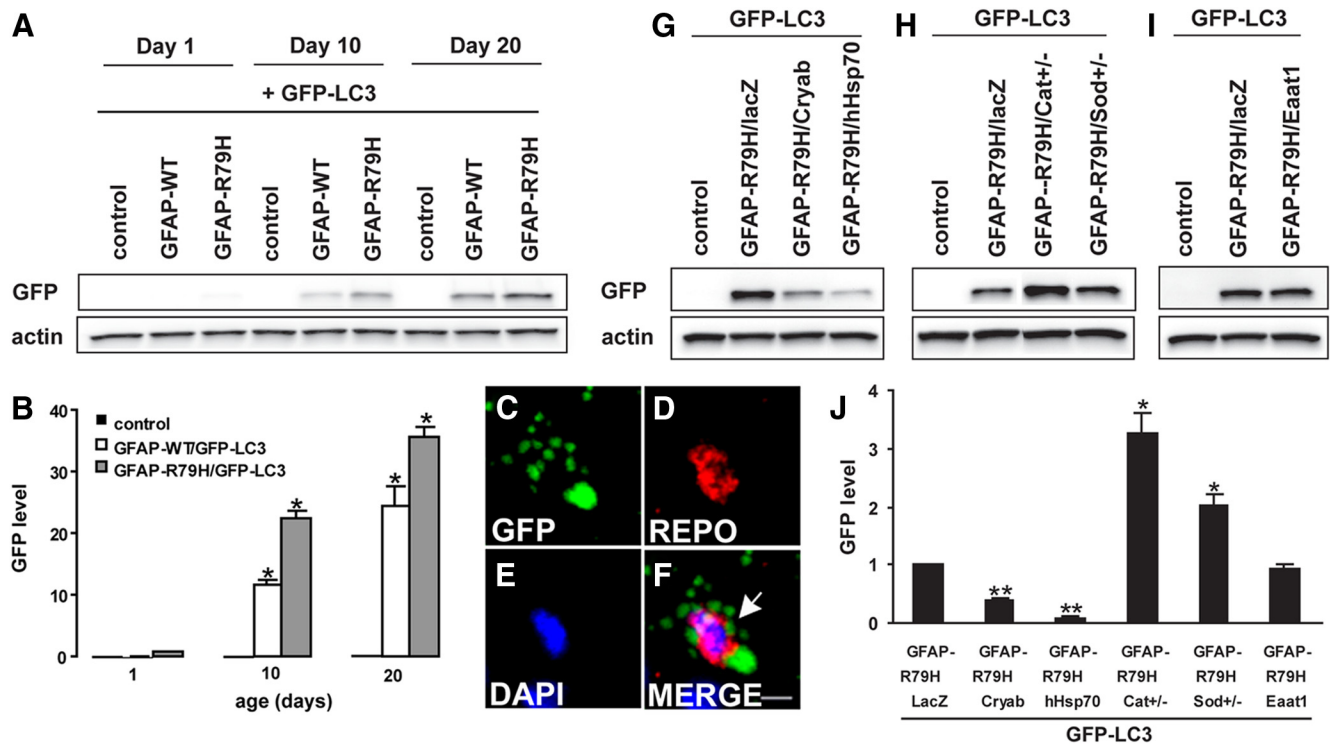 A
Day 1 Day 10 Day 20
+ GFP-LC3
control GFAP-WT GFAP-R79H control GFAP-WT GFAP-R79H control GFAP-WT GFAP-R79H
GFP
actin
B
GFP level
40
30
20
10
0
control
GFAP-WT/GFP-LC3
GFAP-R79H/GFP-LC3
* * * *
1 10 20
age (days)
C
GFP
D
REPO
E
DAPI
F
MERGE
G
GFP-LC3
control GFAP-R79H/lacZ GFAP-R79H/Cryab GFAP-R79H/hHsp70
GFP
actin
H
GFP-LC3
control GFAP-R79H/lacZ GFAP--R79H/Cat+/- GFAP-R79H/Sod+/-
I
GFP-LC3
control GFAP-R79H/lacZ GFAP-R79H/Eaat1
J
GFP level
4
3
2
1
0
** ** * *
GFAP- GFAP- GFAP- GFAP- GFAP- GFAP-
R79H R79H R79H R79H R79H R79H
LacZ Cryab hHsp70 Cat+/- Sod+/- Eaat1
GFP-LC3